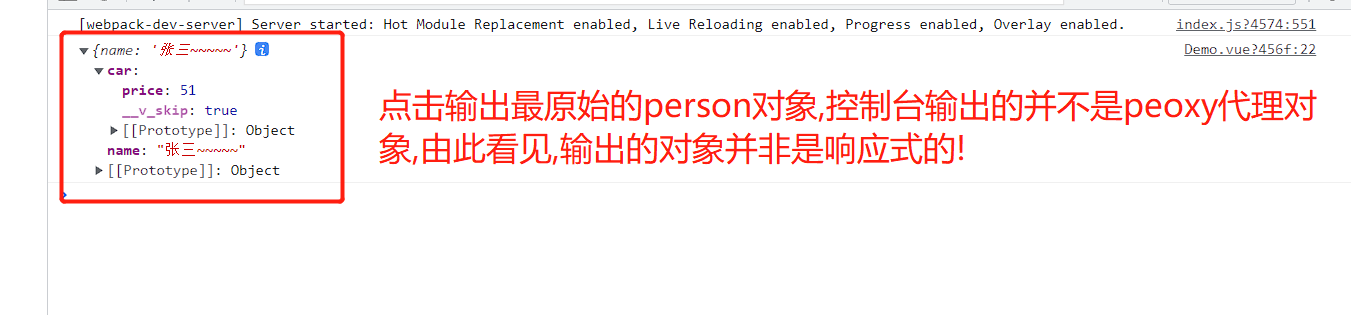 [webpack-dev-server] Server started: Hot Module Replacement enabled, Live Reloading enabled, Progress enabled, Overlay enabled. index.js?4574:551
▼{name: '张三~~~~~'} i Demo.vue?456f:22
▼car:
price: 51
__v_skip: true
▶[[Prototype]]: Object
name: "张三~~~~~"
▶[[Prototype]]: Object
点击输出最原始的person对象,控制台输出的并不是peoxy代理对
象,由此看见,输出的对象并非是响应式的!